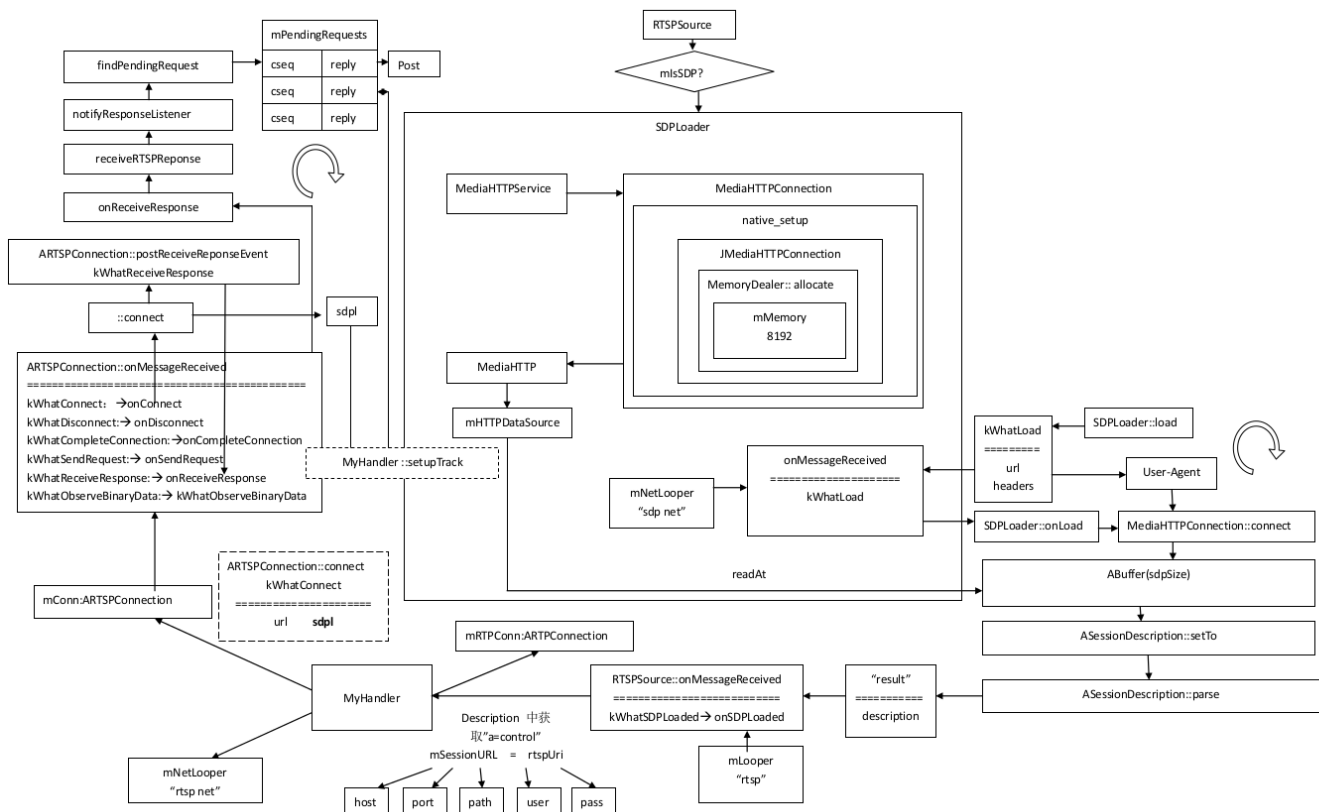 RTSPSource
mIsSDP?
SDPLoader
mPendingRequests
cseq reply
cseq reply
cseq reply
Post
findPendingRequest
notifyResponseListener
receiveRTSPReponse
onReceiveResponse
ARTSPConnection::postReceiveReponseEvent
kWhatReceiveResponse
::connect
sdpl
ARTSPConnection::onMessageReceived
=============================================
kWhatConnect：→onConnect
kWhatDisconnect:→ onDisconnect
kWhatCompleteConnection:→onCompleteConnection
kWhatSendRequest:→ onSendRequest
kWhatReceiveResponse:→ onReceiveResponse
kWhatObserveBinaryData:→ kWhatObserveBinaryData
MyHandler ::setupTrack
MediaHTTPService
MediaHTTPConnection
native_setup
JMediaHTTPConnection
MemoryDealer:: allocate
mMemory
8192
MediaHTTP
mHTTPDataSource
onMessageReceived
=====================
kWhatLoad
mNetLooper
“sdp net”
kWhatLoad
=========
url
headers
SDPLoader::load
User-Agent
SDPLoader::onLoad
MediaHTTPConnection::connect
readAt
ABuffer(sdpSize)
ASessionDescription::setTo
ASessionDescription::parse
“result”
===========
description
RTSPSource::onMessageReceived
===========================
kWhatSDPLoaded→ onSDPLoaded
mLooper
“rtsp”
mConn:ARTSPConnection
ARTSPConnection::connect
kWhatConnect
======================
url sdpl
mRTPConn:ARTPConnection
MyHandler
mNetLooper
“rtsp net”
Description 中获
取”a=control”
mSessionURL = rtspUri
host port path user pass